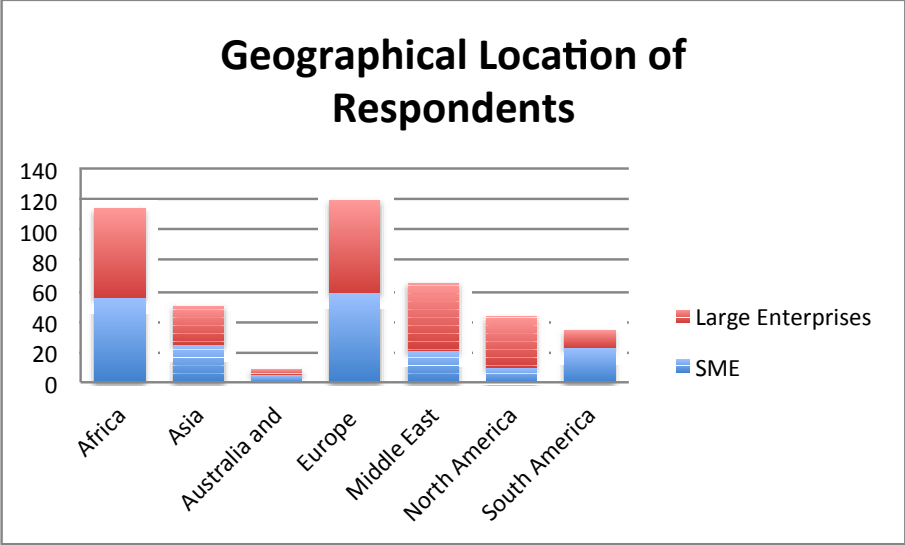 Geographical Location of
Respondents
140
120
100
80
60
40
20
0
Africa
Asia
Australia and
Europe
Middle East
North America
South America
Large Enterprises
SME